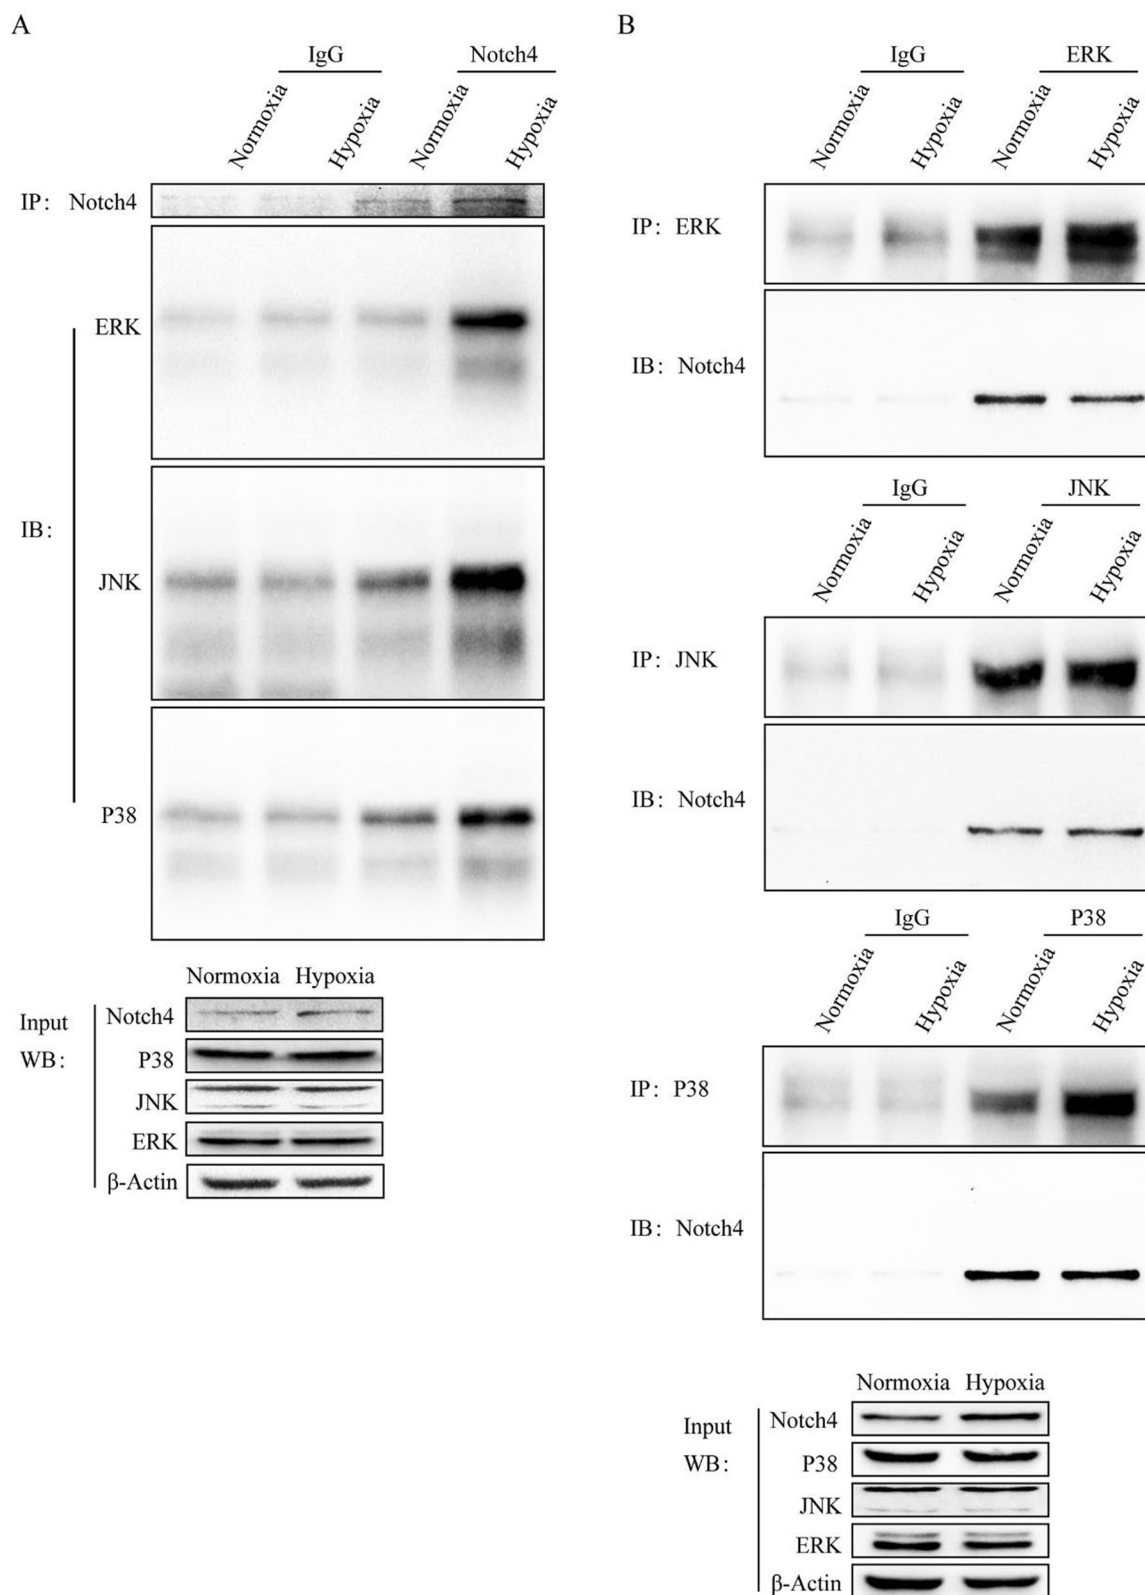 A
IgG Notch4
Normoxia Hypoxia Normoxia Hypoxia
IP: Notch4
ERK
IB:
JNK
P38
Normoxia Hypoxia
Input
WB:
Notch4
P38
JNK
ERK
β-Actin
B
IgG ERK
Normoxia Hypoxia Normoxia Hypoxia
IP: ERK
IB: Notch4
IgG JNK
Normoxia Hypoxia Normoxia Hypoxia
IP: JNK
IB: Notch4
IgG P38
Normoxia Hypoxia Normoxia Hypoxia
IP: P38
IB: Notch4
Normoxia Hypoxia
Input
WB:
Notch4
P38
JNK
ERK
β-Actin